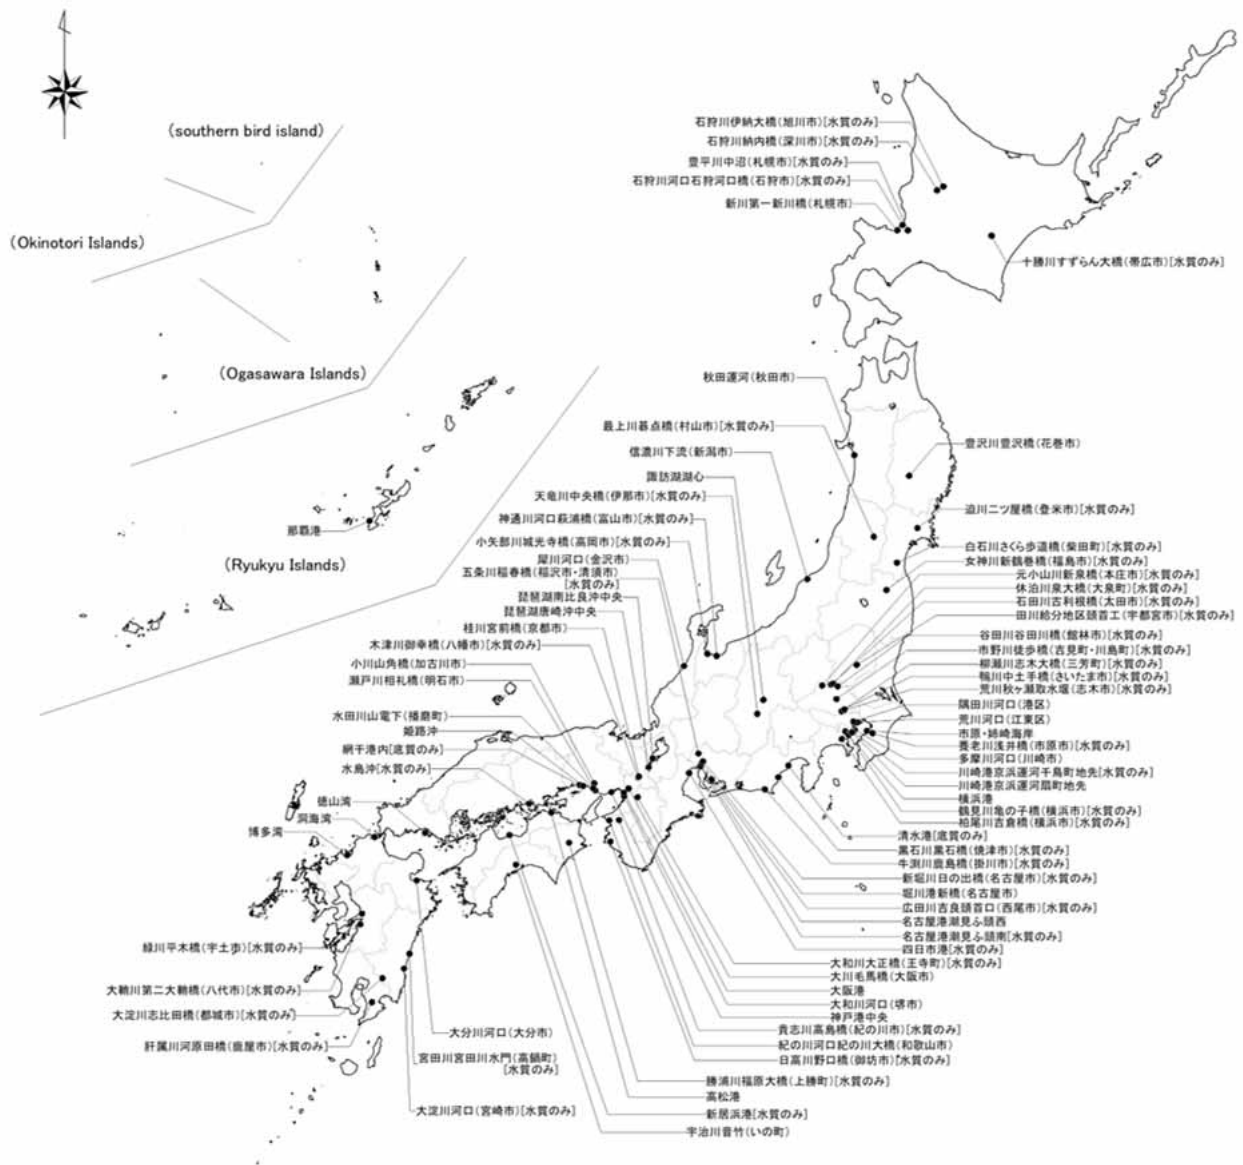 (southern bird island)
(Okinotori Islands)
(Ogasawara Islands)
那覇港
(Ryukyu Islands)
石狩川伊納大橋(旭川市)[水質のみ]
石狩川納内橋(深川市)[水質のみ]
豊平川中沼(札幌市)[水質のみ]
石狩川河口石狩河口橋(石狩市)[水質のみ]
新川第一新川橋(札幌市)
十勝川すずらん大橋(帯広市)[水質のみ]
秋田運河(秋田市)
最上川碁点橋(村山市)[水質のみ]
信濃川下流(新潟市)
諏訪湖湖心
天竜川中央橋(伊那市)[水質のみ]
神通川河口萩浦橋(富山市)[水質のみ]
小矢部川城光寺橋(高岡市)[水質のみ]
犀川河口(金沢市)
五条川稲春橋(稲沢市・清須市)
[水質のみ]
琵琶湖南比良沖中央
琵琶湖唐崎沖中央
桂川宮前橋(京都市)
木津川御幸橋(八幡市)[水質のみ]
小川山角橋(加古川市)
瀬戸川相礼橋(明石市)
水田川山電下(播磨町)
姫路沖
網干港内[底質のみ]
水島沖[水質のみ]
徳山湾
洞海湾
博多湾
豊沢川豊沢橋(花巻市)
迫川二ツ屋橋(登米市)[水質のみ]
白石川さくら歩道橋(柴田町)[水質のみ]
女神川新鶴巻橋(福島市)[水質のみ]
元小山川新泉橋(本庄市)[水質のみ]
休泊川泉大橋(大泉町)[水質のみ]
石田川古利根橋(太田市)[水質のみ]
田川給分地区頭首工(宇都宮市)[水質のみ]
谷田川谷田川橋(館林市)[水質のみ]
市野川徒歩橋(吉見町・川島町)[水質のみ]
柳瀬川志木大橋(三芳町)[水質のみ]
鴨川中土手橋(さいたま市)[水質のみ]
荒川秋ヶ瀬取水堰(志木市)[水質のみ]
隅田川河口(港区)
荒川河口(江東区)
市原・姉崎海岸
養老川浅井橋(市原市)[水質のみ]
多摩川河口(川崎市)
川崎港京浜運河千鳥町地先[水質のみ]
川崎港京浜運河扇町地先
横浜港
鶴見川亀の子橋(横浜市)[水質のみ]
柏尾川吉倉橋(横浜市)[水質のみ]
清水港[底質のみ]
黒石川黒石橋(焼津市)[水質のみ]
牛渕川鹿島橋(掛川市)[水質のみ]
新堀川日の出橋(名古屋市)[水質のみ]
堀川港新橋(名古屋市)
広田川吉良頭首口(西尾市)[水質のみ]
名古屋港潮見ふ頭西
名古屋港潮見ふ頭南[水質のみ]
四日市港[水質のみ]
大和川大正橋(王寺町)[水質のみ]
大川毛馬橋(大阪市)
大阪港
大和川河口(堺市)
神戸港中央
貴志川高島橋(紀の川市)[水質のみ]
紀の川河口紀の川大橋(和歌山市)
日高川野口橋(御坊市)[水質のみ]
勝浦川福原大橋(上勝町)[水質のみ]
高松港
新居浜港[水質のみ]
宇治川音竹(いの町)
緑川平木橋(宇土市)[水質のみ]
大鞘川第二大鞘橋(八代市)[水質のみ]
大淀川志比田橋(都城市)[水質のみ]
肝属川河原田橋(鹿屋市)[水質のみ]
大分川河口(大分市)
宮田川宮田川水門(高鍋町)
[水質のみ]
大淀川河口(宮崎市)[水質のみ]